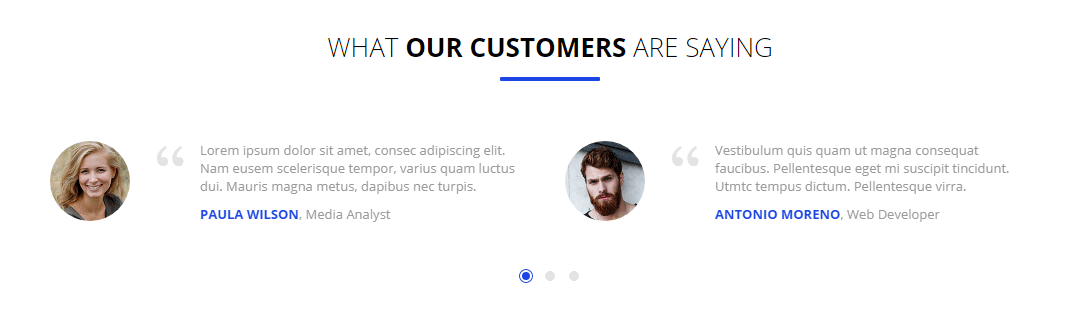 WHAT OUR CUSTOMERS ARE SAYING
“
Lorem ipsum dolor sit amet, consec adipiscing elit.
Nam eusem scelerisque tempor, varius quam luctus
dui. Mauris magna metus, dapibus nec turpis.
PAULA WILSON, Media Analyst
“
Vestibulum quis quam ut magna consequat
faucibus. Pellentesque eget mi suscipit tincidunt.
Utmtc tempus dictum. Pellentesque virra.
ANTONIO MORENO, Web Developer